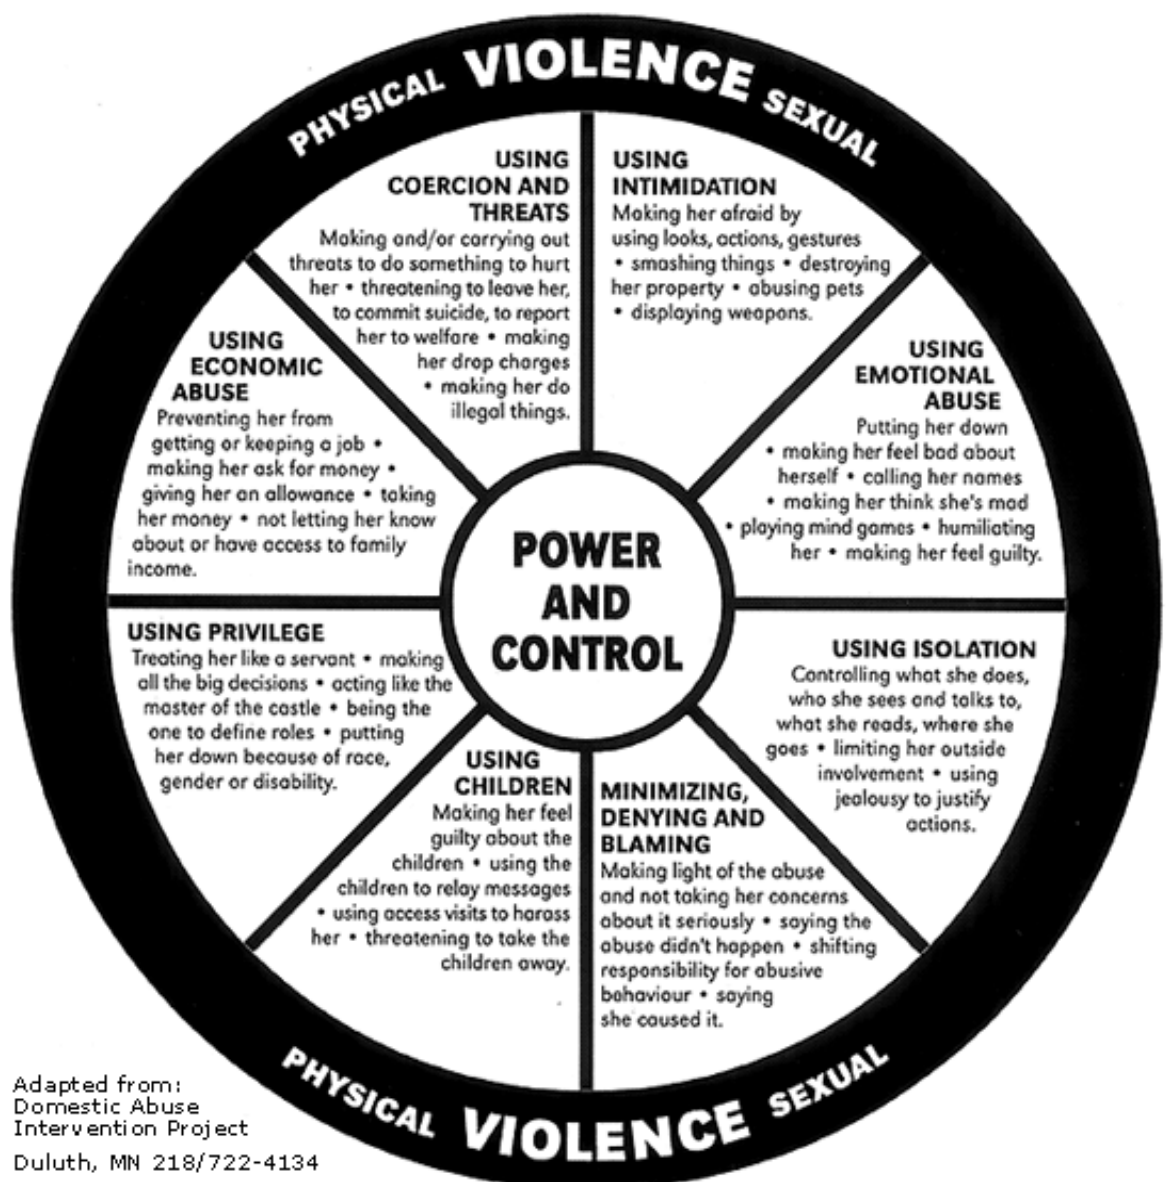 PHYSICAL VIOLENCE SEXUAL
USING
COERCION AND
THREATS
Making and/or carrying out
threats to do something to hurt
her • threatening to leave her,
to commit suicide, to report
her to welfare • making
her drop charges
• making her do
illegal things.
USING
INTIMIDATION
Making her afraid by
using looks, actions, gestures
• smashing things • destroying
her property • abusing pets
• displaying weapons.
USING
EMOTIONAL
ABUSE
Putting her down
• making her feel bad about
herself • calling her names
• making her think she's mad
• playing mind games • humiliating
her • making her feel guilty.
USING ISOLATION
Controlling what she does,
who she sees and talks to,
what she reads, where she
goes • limiting her outside
involvement • using
jealousy to justify
actions.
MINIMIZING,
DENYING AND
BLAMING
Making light of the abuse
and not taking her concerns
about it seriously • saying the
abuse didn't happen • shifting
responsibility for abusive
behaviour • saying
she caused it.
USING
CHILDREN
Making her feel
guilty about the
children • using the
children to relay messages
• using access visits to harass
her • threatening to take the
children away.
USING PRIVILEGE
Treating her like a servant • making
all the big decisions • acting like the
master of the castle • being the
one to define roles • putting
her down because of race,
gender or disability.
USING
ECONOMIC
ABUSE
Preventing her from
getting or keeping a job •
making her ask for money •
giving her an allowance • taking
her money • not letting her know
about or have access to family
income.
POWER
AND
CONTROL
PHYSICAL VIOLENCE SEXUAL
Adapted from:
Domestic Abuse
Intervention Project
Duluth, MN 218/722-4134